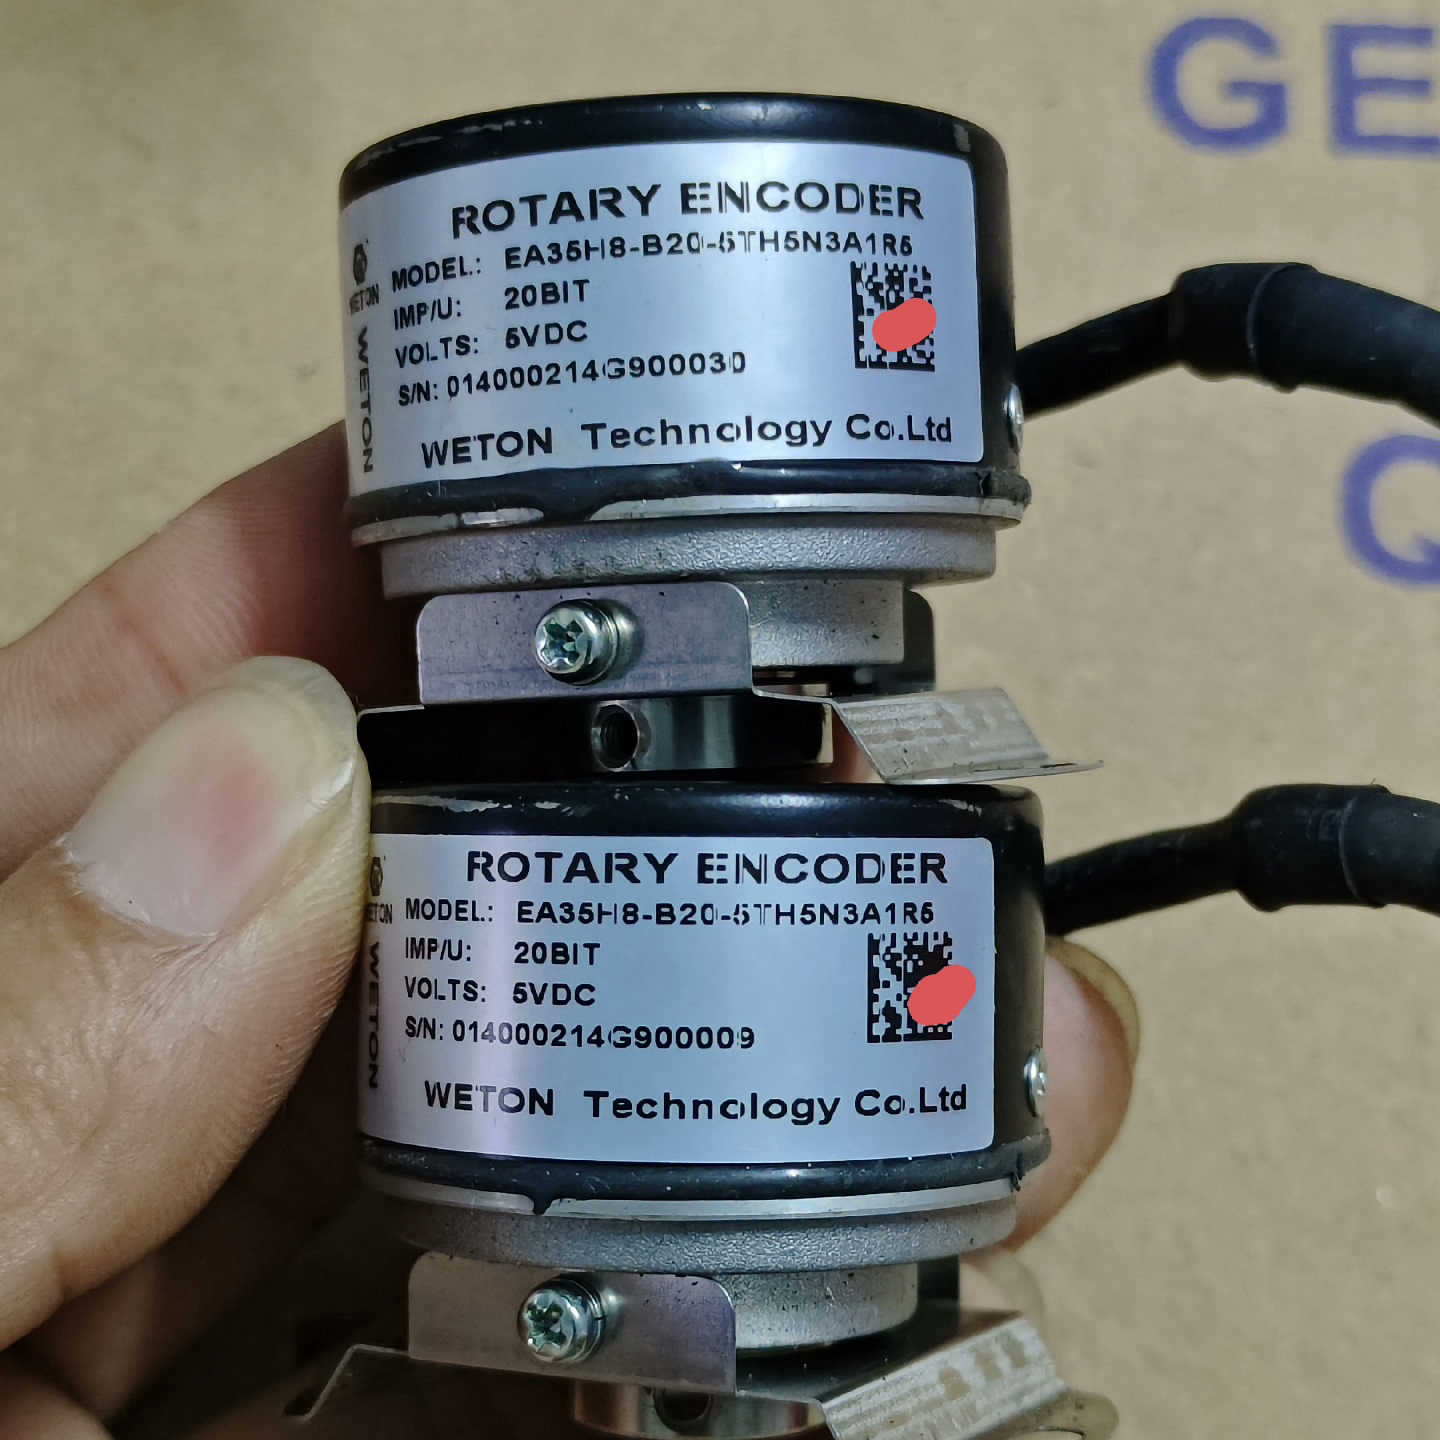 GE
Q
ROTARY ENCODER
MODEL: EA35H8-B20-5TH5N3A1R5
IMP/U: 20BIT
VOLTS: 5VDC
S/N: 014000214G900030
WETON Technology Co.Ltd
WETON
WETON
ROTARY ENCODER
MODEL: EA35H8-B20-5TH5N3A1R5
IMP/U: 20BIT
VOLTS: 5VDC
S/N: 014000214G900009
WETON Technology Co.Ltd
WETON
WETON